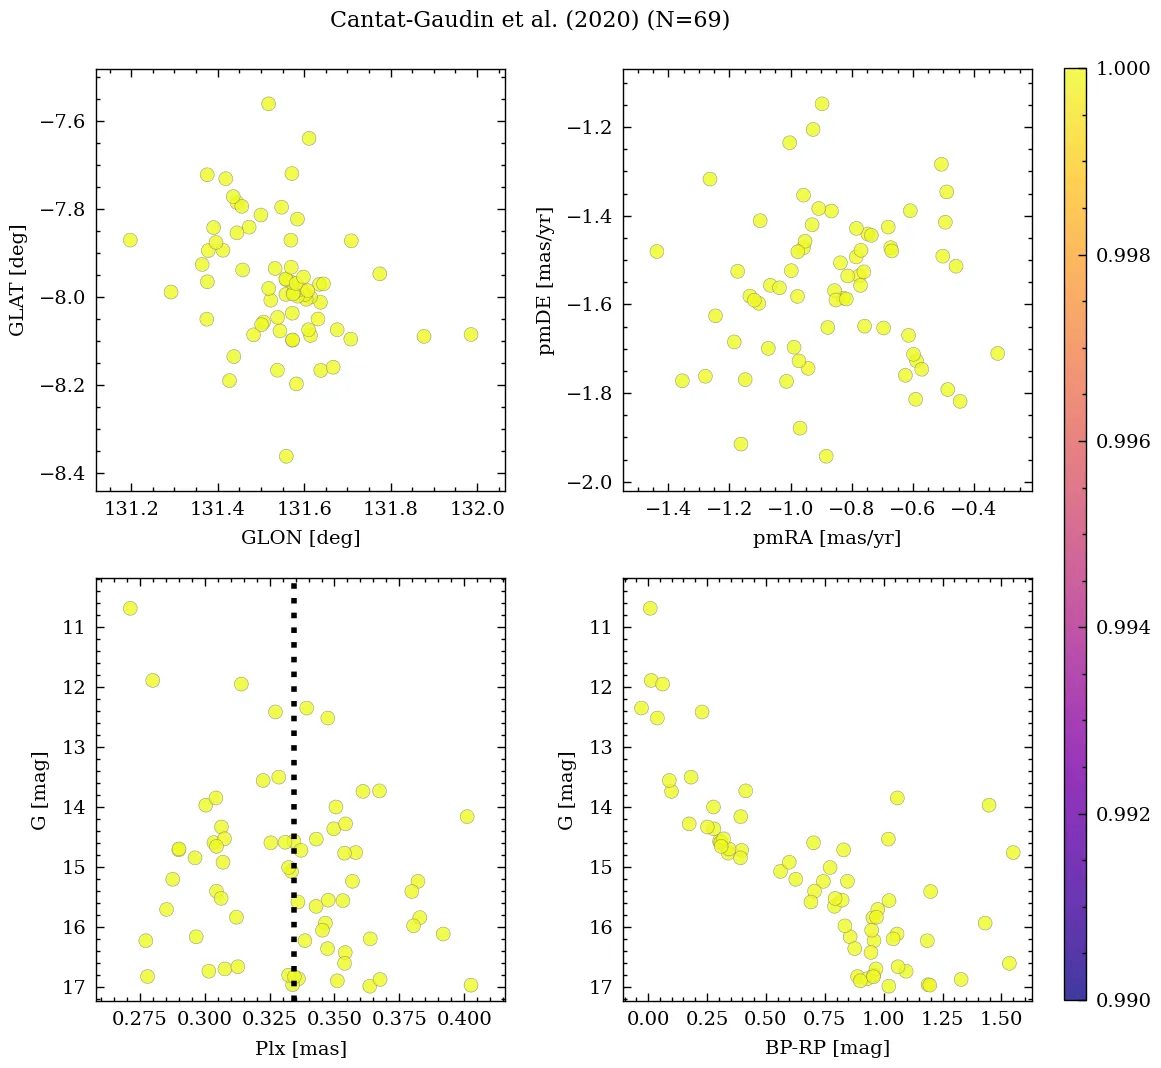 Cantat-Gaudin et al. (2020) (N=69)
−7.6
−7.8
−8.0
−8.2
−8.4
GLAT [deg]
131.2 131.4 131.6 131.8 132.0
GLON [deg]
−1.2
−1.4
−1.6
−1.8
−2.0
pmDE [mas/yr]
−1.4 −1.2 −1.0 −0.8 −0.6 −0.4
pmRA [mas/yr]
11
12
13
14
15
16
17
G [mag]
0.275 0.300 0.325 0.350 0.375 0.400
Plx [mas]
11
12
13
14
15
16
17
G [mag]
0.00 0.25 0.50 0.75 1.00 1.25 1.50
BP-RP [mag]
1.000
0.998
0.996
0.994
0.992
0.990